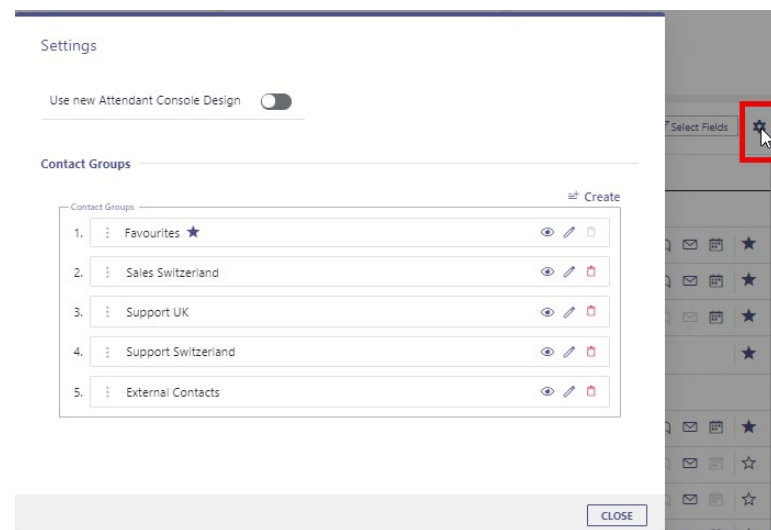 Settings
Use new Attendant Console Design
Select Fields
Contact Groups
Create
Contact Groups
1. Favourites
2. Sales Switzerland
3. Support UK
4. Support Switzerland
5. External Contacts
CLOSE